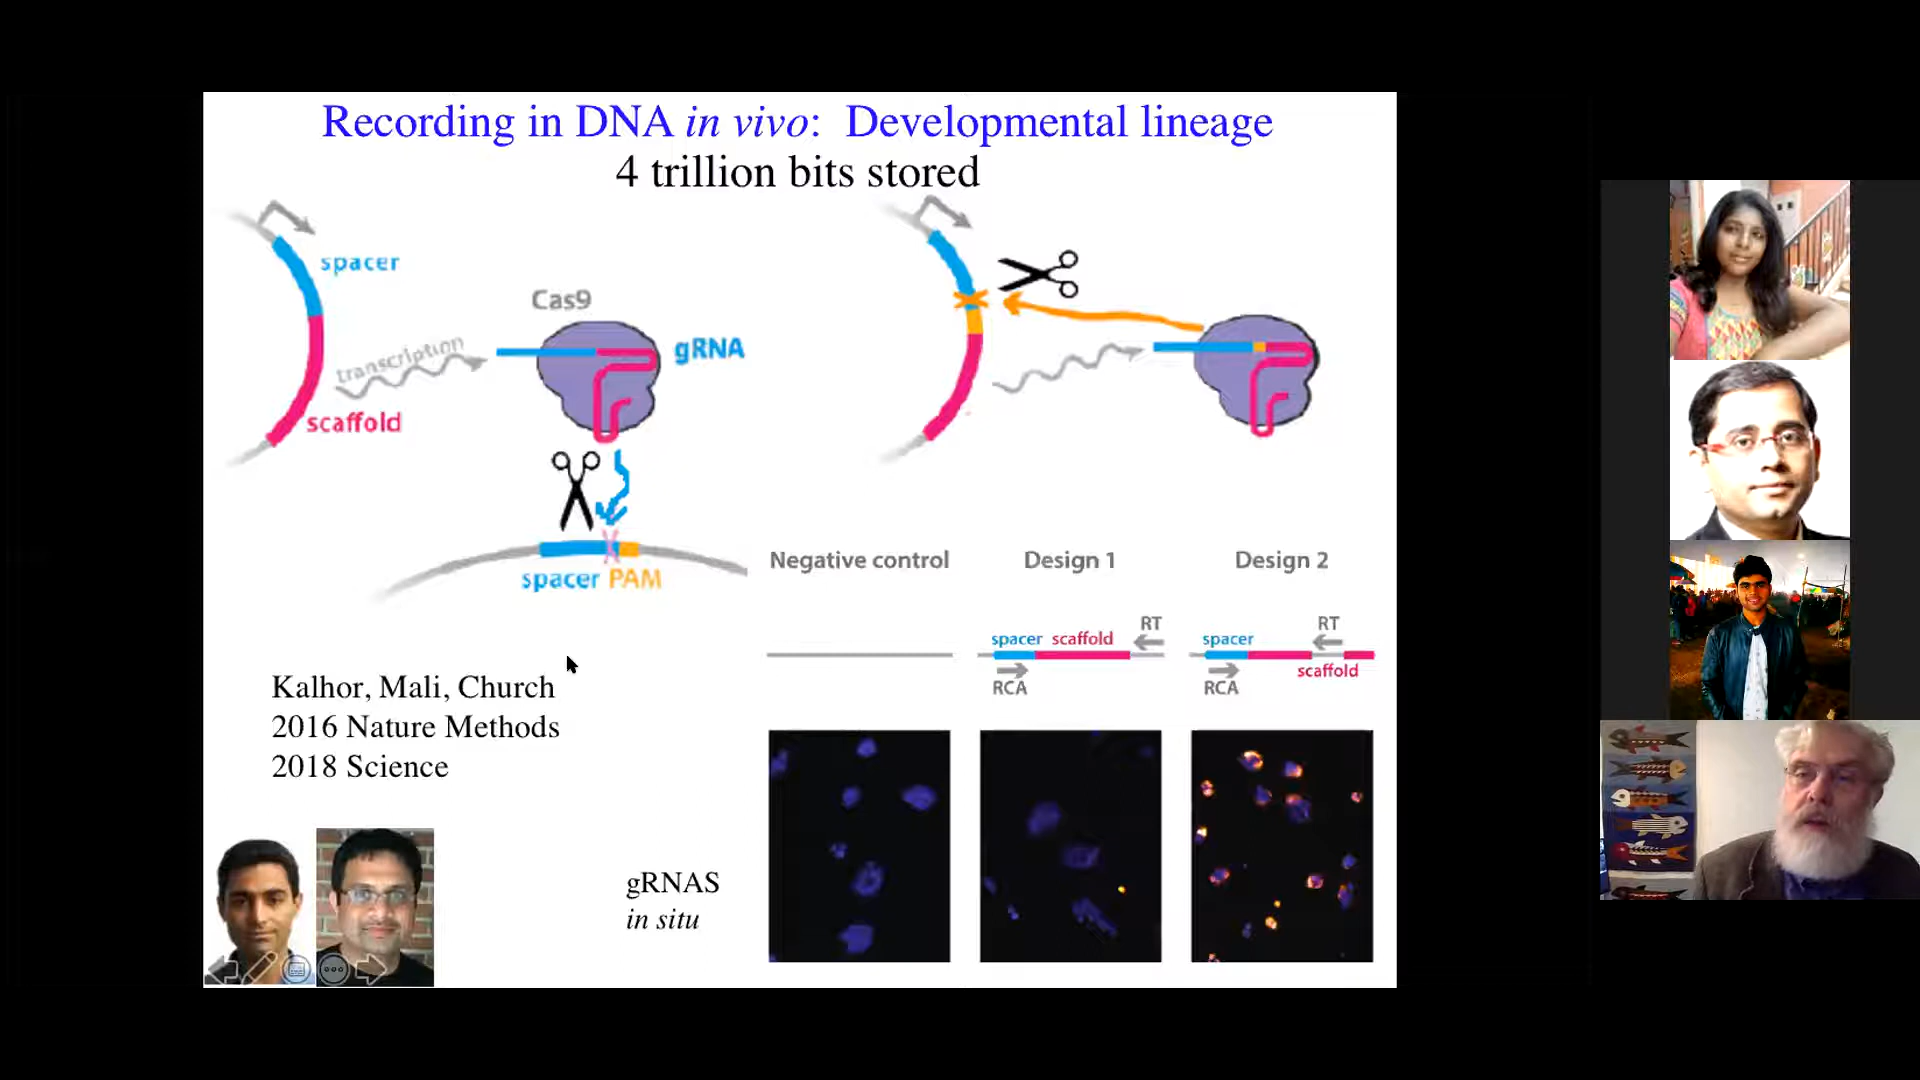 Recording in DNA in vivo: Developmental lineage
4 trillion bits stored
spacer
Cas9
transcription
gRNA
scaffold
spacer PAM
Negative control
Design 1
Design 2
RT
spacer scaffold
RCA
RT
spacer
scaffold
RCA
Kalhor, Mali, Church
2016 Nature Methods
2018 Science
gRNAS
in situ